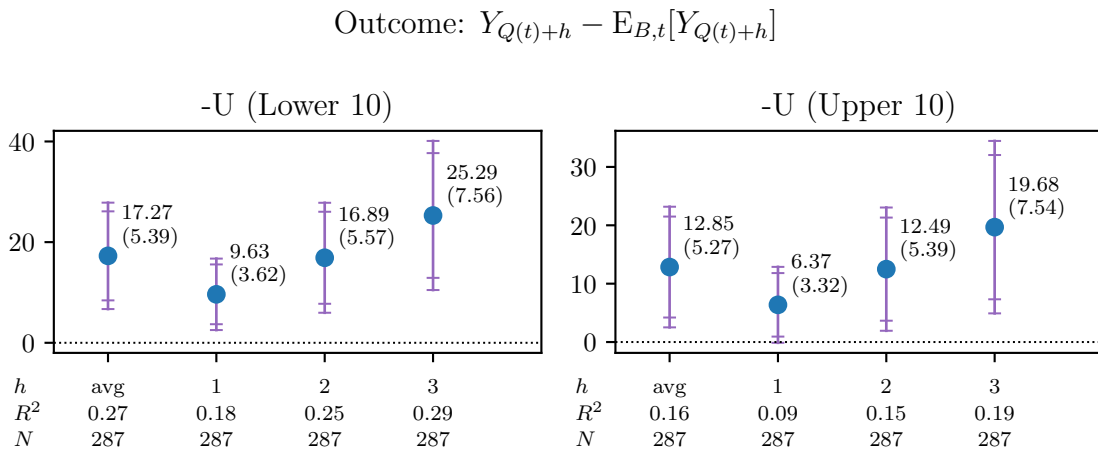 Outcome: Y_{Q(t)+h} − E_{B,t}[Y_{Q(t)+h}]
-U (Lower 10)
40
20
0
17.27
(5.39)
9.63
(3.62)
16.89
(5.57)
25.29
(7.56)
h avg 1 2 3
R² 0.27 0.18 0.25 0.29
N 287 287 287 287
-U (Upper 10)
30
20
10
0
12.85
(5.27)
6.37
(3.32)
12.49
(5.39)
19.68
(7.54)
h avg 1 2 3
R² 0.16 0.09 0.15 0.19
N 287 287 287 287